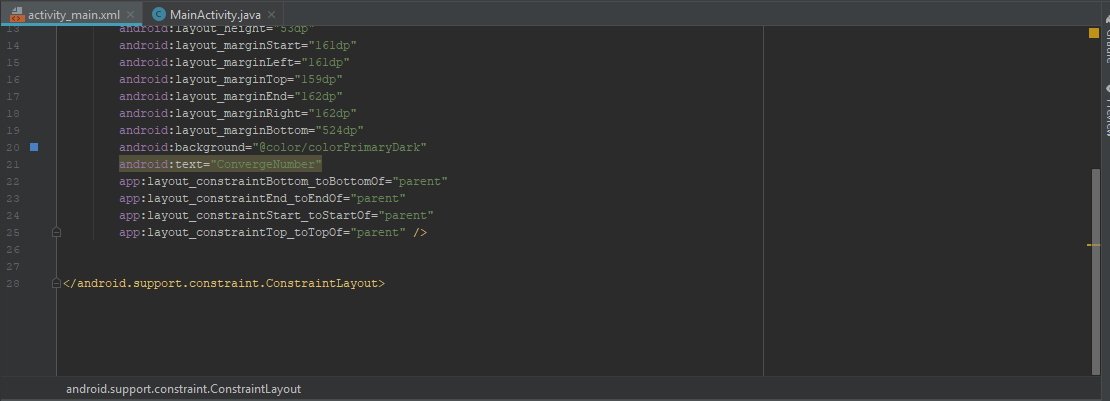 activity_main.xml MainActivity.java
13 android:layout_height="53dp"
14 android:layout_marginStart="161dp"
15 android:layout_marginLeft="161dp"
16 android:layout_marginTop="159dp"
17 android:layout_marginEnd="162dp"
18 android:layout_marginRight="162dp"
19 android:layout_marginBottom="524dp"
20 android:background="@color/colorPrimaryDark"
21 android:text="ConvergeNumber"
22 app:layout_constraintBottom_toBottomOf="parent"
23 app:layout_constraintEnd_toEndOf="parent"
24 app:layout_constraintStart_toStartOf="parent"
25 app:layout_constraintTop_toTopOf="parent" />
26
27
28 </android.support.constraint.ConstraintLayout>
android.support.constraint.ConstraintLayout